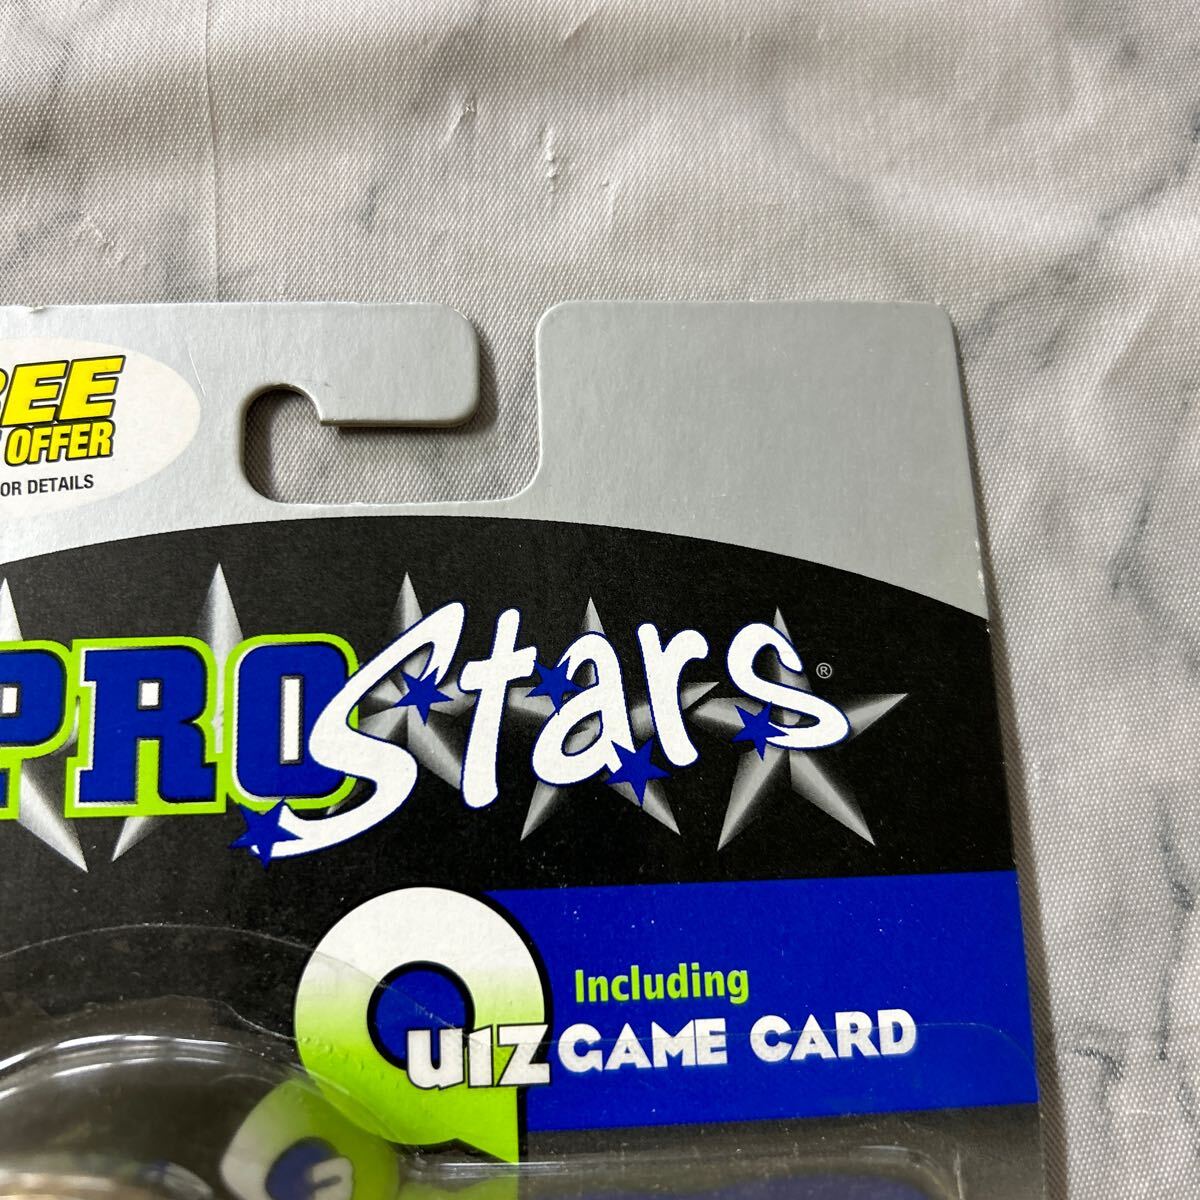 OFFER
OR DETAILS
PRO Stars®
Including
QUIZ GAME CARD